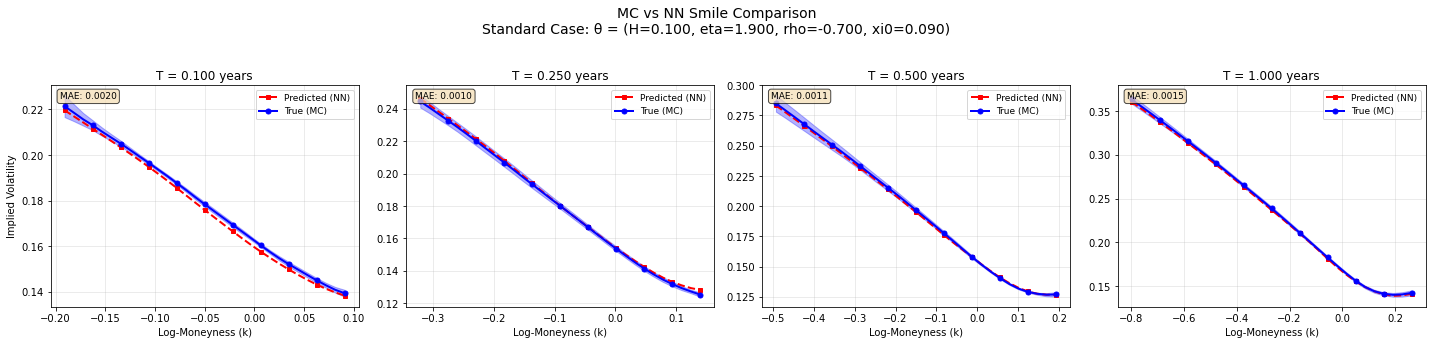 MC vs NN Smile Comparison
Standard Case: θ = (H=0.100, eta=1.900, rho=-0.700, xi0=0.090)
T = 0.100 years
MAE: 0.0020
Predicted (NN)
True (MC)
Implied Volatility
0.22
0.20
0.18
0.16
0.14
−0.20
−0.15
−0.10
−0.05
0.00
0.05
0.10
Log-Moneyness (k)
T = 0.250 years
MAE: 0.0010
Predicted (NN)
True (MC)
0.24
0.22
0.20
0.18
0.16
0.14
0.12
−0.3
−0.2
−0.1
0.0
0.1
Log-Moneyness (k)
T = 0.500 years
MAE: 0.0011
Predicted (NN)
True (MC)
0.300
0.275
0.250
0.225
0.200
0.175
0.150
0.125
−0.5
−0.4
−0.3
−0.2
−0.1
0.0
0.1
0.2
Log-Moneyness (k)
T = 1.000 years
MAE: 0.0015
Predicted (NN)
True (MC)
0.35
0.30
0.25
0.20
0.15
−0.8
−0.6
−0.4
−0.2
0.0
0.2
Log-Moneyness (k)